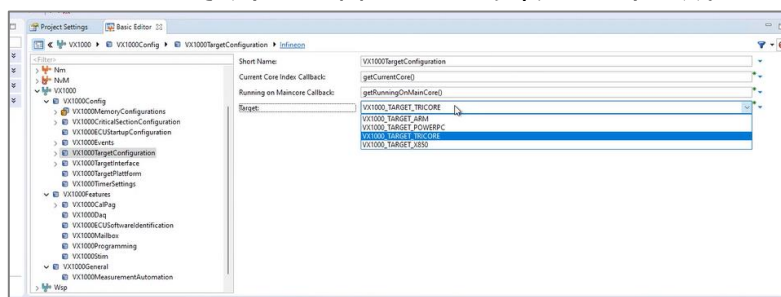 Project Settings
Basic Editor
VX1000
VX1000Config
VX1000TargetConfiguration
Infineon
<Filter>
Nm
NvM
VX1000
VX1000Config
VX1000MemoryConfigurations
VX1000CriticalSectionConfiguration
VX1000ECUStartupConfiguration
VX1000Events
VX1000TargetConfiguration
VX1000TargetInterface
VX1000TargetPlattform
VX1000TimerSettings
VX1000Features
VX1000CalPag
VX1000Daq
VX1000ECUSoftwareIdentification
VX1000Mailbox
VX1000Programming
VX1000Stim
VX1000General
VX1000MeasurementAutomation
Wsp
Short Name: VX1000TargetConfiguration
Current Core Index Callback: getCurrentCore()
Running on Maincore Callback: getRunningOnMainCore()
Target: VX1000_TARGET_TRICORE
VX1000_TARGET_ARM
VX1000_TARGET_POWERPC
VX1000_TARGET_TRICORE
VX1000_TARGET_X850